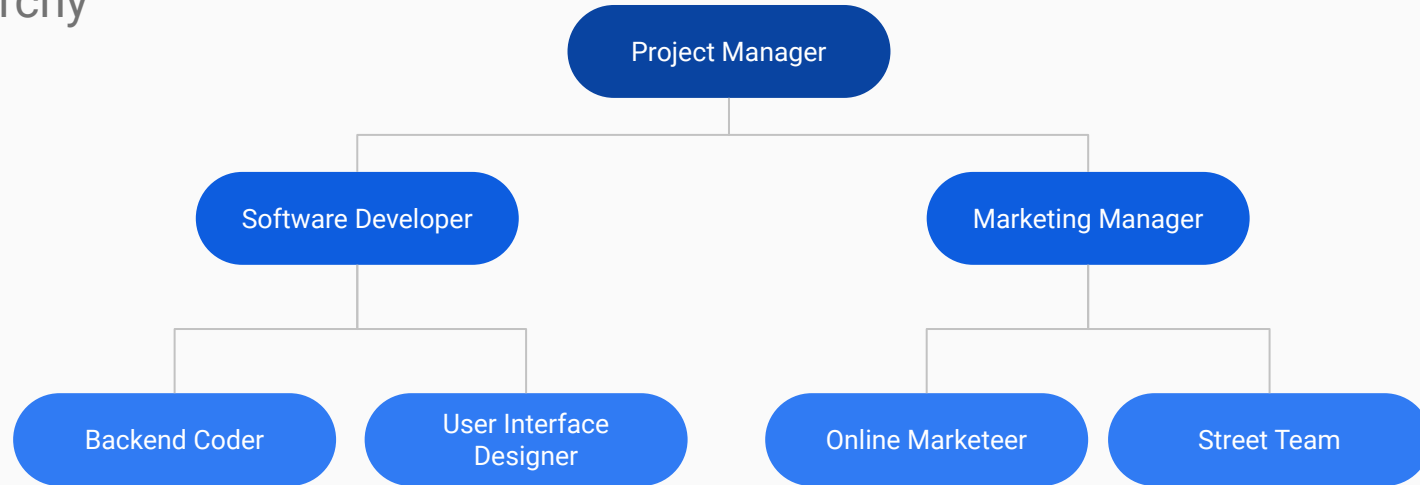 Project Manager
Software Developer
Marketing Manager
Backend Coder
User Interface
Designer
Online Marketeer
Street Team